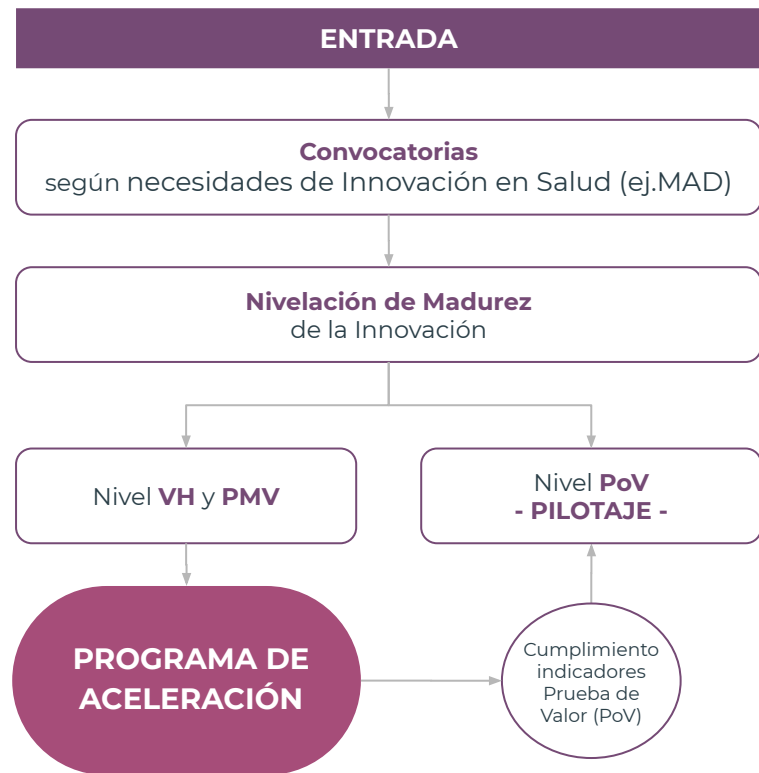 ENTRADA
Convocatorias
según necesidades de Innovación en Salud (ej.MAD)
Nivelación de Madurez
de la Innovación
Nivel VH y PMV
Nivel PoV
- PILOTAJE -
PROGRAMA DE
ACELERACIÓN
Cumplimiento
indicadores
Prueba de
Valor (PoV)